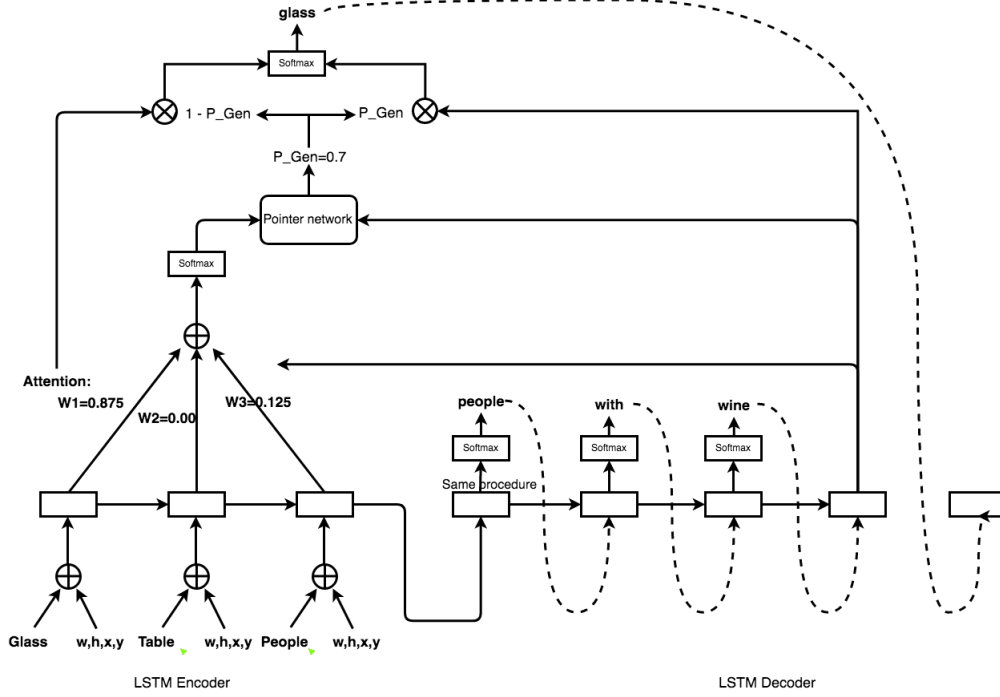 glass
Softmax
1 - P_Gen
P_Gen
P_Gen=0.7
Pointer network
Softmax
Attention:
W1=0.875
W2=0.00
W3=0.125
people
with
wine
Softmax
Softmax
Softmax
Same procedure
Glass
w,h,x,y
Table
w,h,x,y
People
w,h,x,y
LSTM Encoder
LSTM Decoder